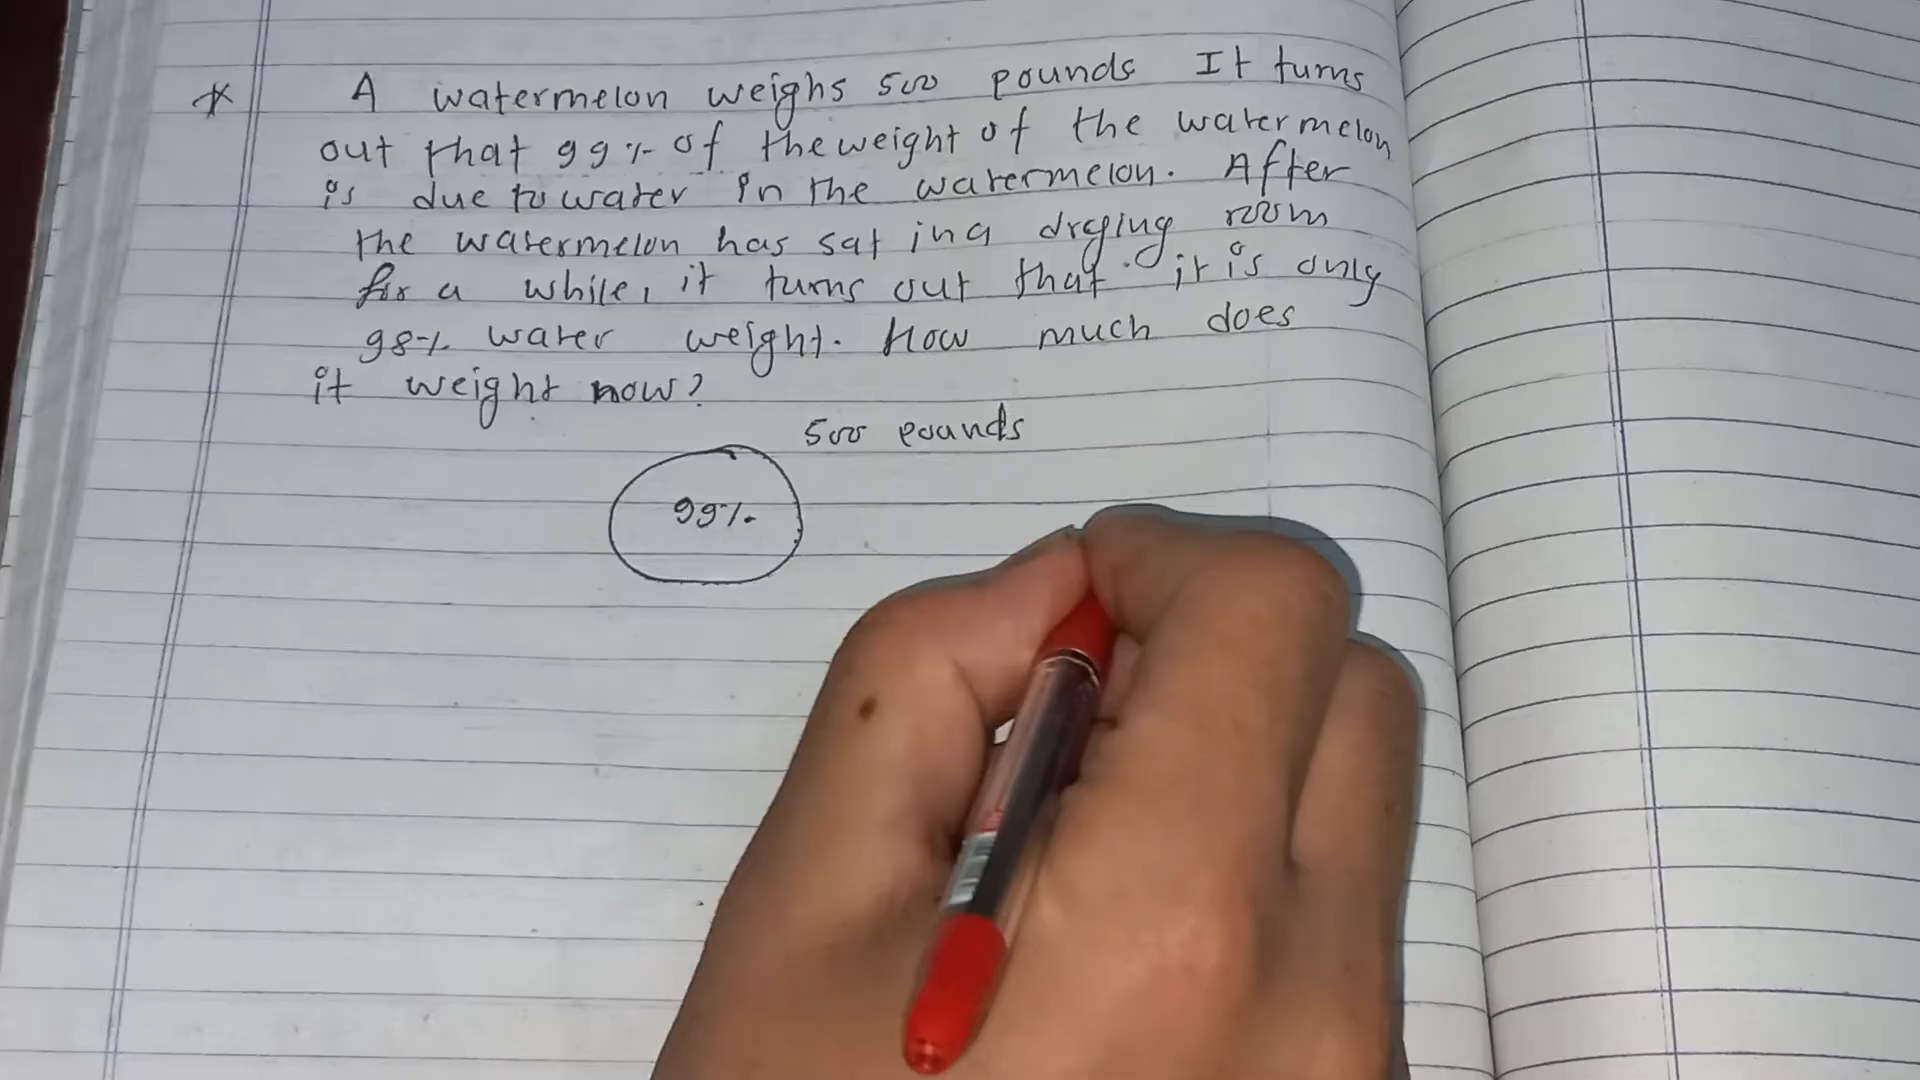 * A watermelon weighs 500 pounds It turns
out that 99% of the weight of the watermelon
is due to water in the watermelon. After
the watermelon has sat in a drying room
for a while, it turns out that it is only
98% water weight. How much does
it weight now?
500 pounds
99%